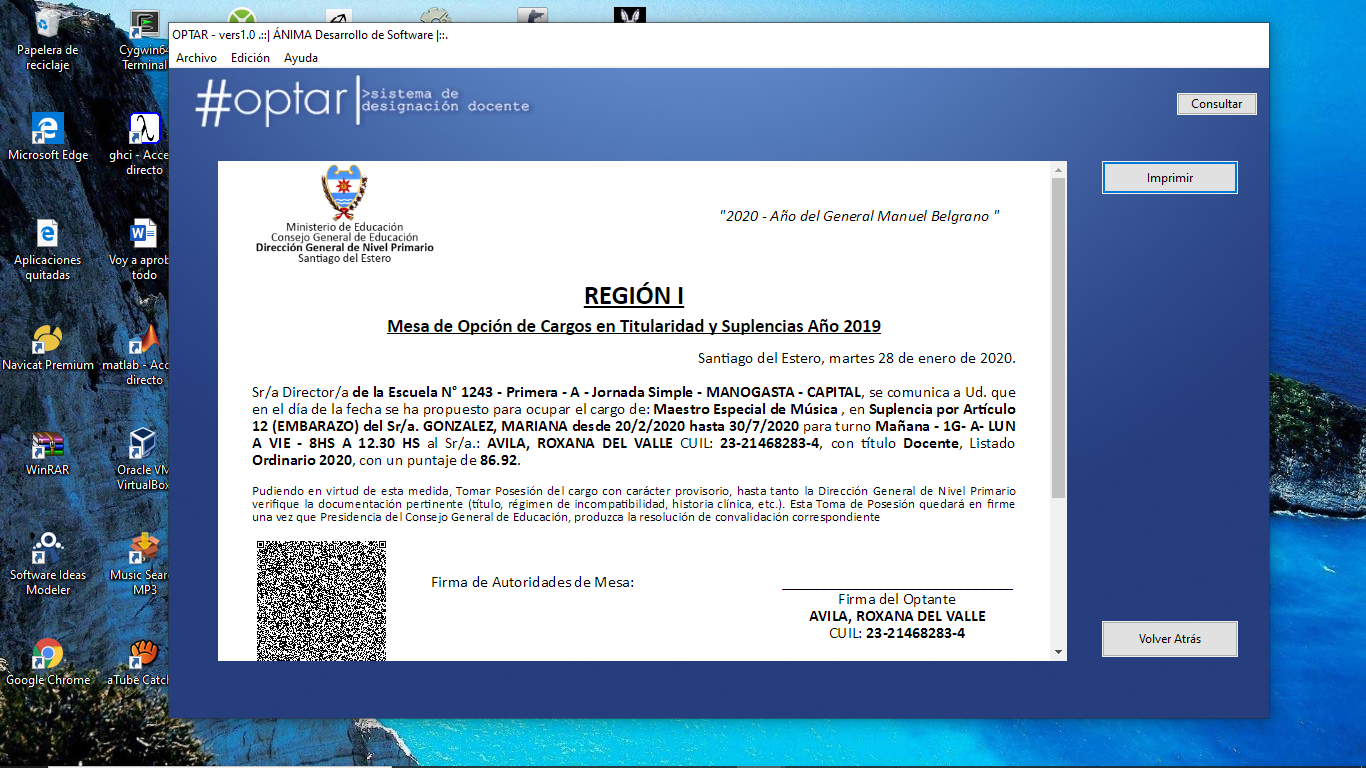 Papelera de
reciclaje
Cygwin64
Terminal
Microsoft Edge
ghci - Acce
directo
Aplicaciones
quitadas
Voy a aprob
todo
Navicat Premium
matlab - Acc
directo
WinRAR
Oracle VM
VirtualBox
Software Ideas
Modeler
Music Sear
MP3
Google Chrome
aTube Catch
OPTAR - vers1.0 .::| ÁNIMA Desarrollo de Software |::.
Archivo Edición Ayuda
#optar
>sistema de
designación docente
Consultar
Imprimir
Ministerio de Educación
Consejo General de Educación
Dirección General de Nivel Primario
Santiago del Estero
"2020 - Año del General Manuel Belgrano "
REGIÓN I
Mesa de Opción de Cargos en Titularidad y Suplencias Año 2019
Santiago del Estero, martes 28 de enero de 2020.
Sr/a Director/a de la Escuela N° 1243 - Primera - A - Jornada Simple - MANOGASTA - CAPITAL, se comunica a Ud. que
en el día de la fecha se ha propuesto para ocupar el cargo de: Maestro Especial de Música , en Suplencia por Artículo
12 (EMBARAZO) del Sr/a. GONZALEZ, MARIANA desde 20/2/2020 hasta 30/7/2020 para turno Mañana - 1G- A- LUN
A VIE - 8HS A 12.30 HS al Sr/a.: AVILA, ROXANA DEL VALLE CUIL: 23-21468283-4, con título Docente, Listado
Ordinario 2020, con un puntaje de 86.92.
Pudiendo en virtud de esta medida, Tomar Posesión del cargo con carácter provisorio, hasta tanto la Dirección General de Nivel Primario
verifique la documentación pertinente (título, régimen de incompatibilidad, historia clínica, etc.). Esta Toma de Posesión quedará en firme
una vez que Presidencia del Consejo General de Educación, produzca la resolución de convalidación correspondiente
Firma de Autoridades de Mesa:
Firma del Optante
AVILA, ROXANA DEL VALLE
CUIL: 23-21468283-4
Volver Atrás